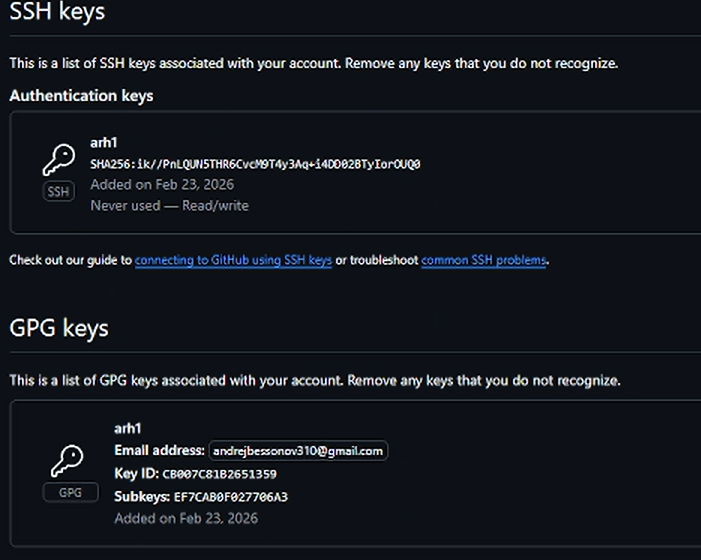 SSH keys
This is a list of SSH keys associated with your account. Remove any keys that you do not recognize.
Authentication keys
arh1
SHA256:ik//PnLQUN5THR6CvcM9T4y3Aq+i4DD02BTyIorOUQ0
Added on Feb 23, 2026
SSH
Never used — Read/write
Check out our guide to connecting to GitHub using SSH keys or troubleshoot common SSH problems.
GPG keys
This is a list of GPG keys associated with your account. Remove any keys that you do not recognize.
arh1
Email address: andrejbessonov310@gmail.com
Key ID: CB007C81B2651359
GPG
Subkeys: EF7CAB0F027706A3
Added on Feb 23, 2026